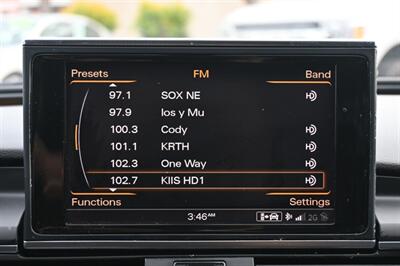 Presets FM Band
97.1 SOX NE
97.9 los y Mu
100.3 Cody
101.1 KRTH
102.3 One Way
102.7 KIIS HD1
Functions Settings
3:46AM 2G